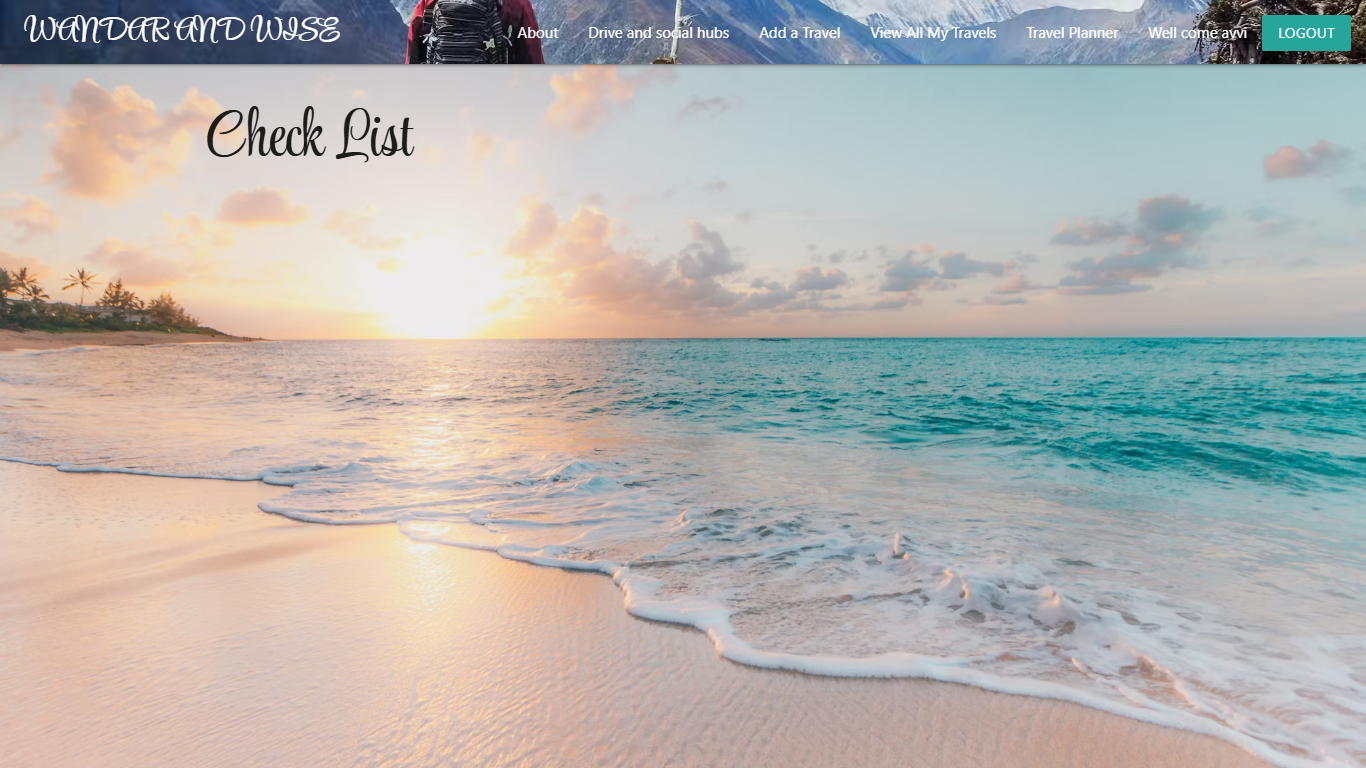 WANDAR AND WISE
About
Drive and social hubs
Add a Travel
View All My Travels
Travel Planner
Well come avvi
LOGOUT
Check List